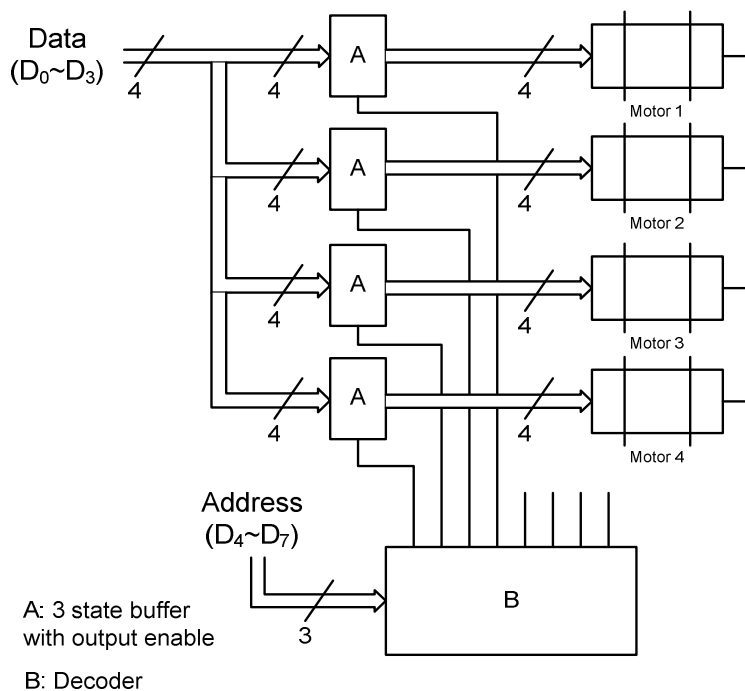 Data
(D₀~D₃)
4
4
A
4
Motor 1
4
A
4
Motor 2
4
A
4
Motor 3
4
A
4
Motor 4
Address
(D₄~D₇)
3
B
A: 3 state buffer
with output enable
B: Decoder